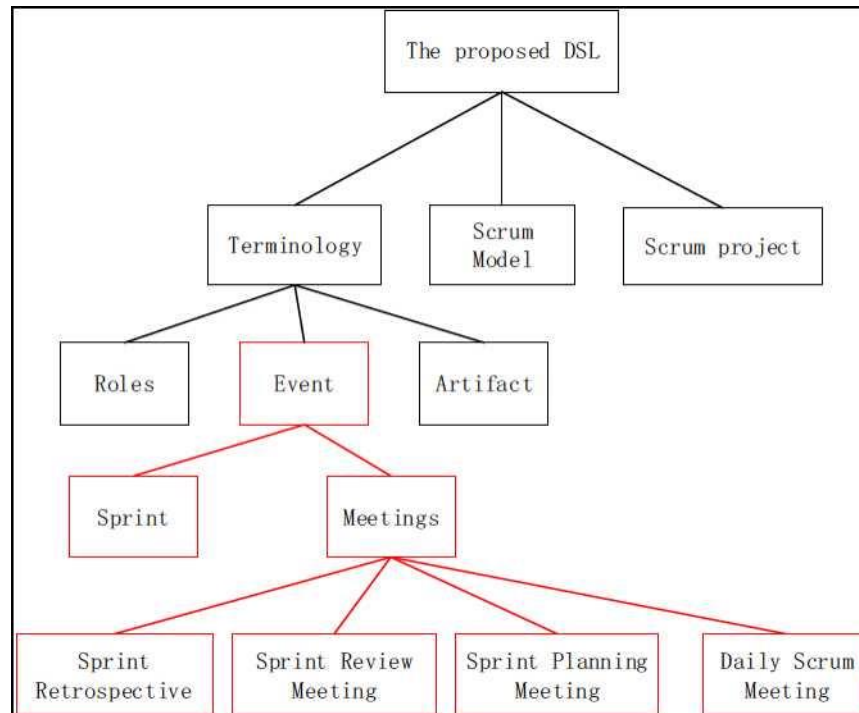 The proposed DSL
Terminology
Scrum
Model
Scrum project
Roles
Event
Artifact
Sprint
Meetings
Sprint
Retrospective
Sprint Review
Meeting
Sprint Planning
Meeting
Daily Scrum
Meeting